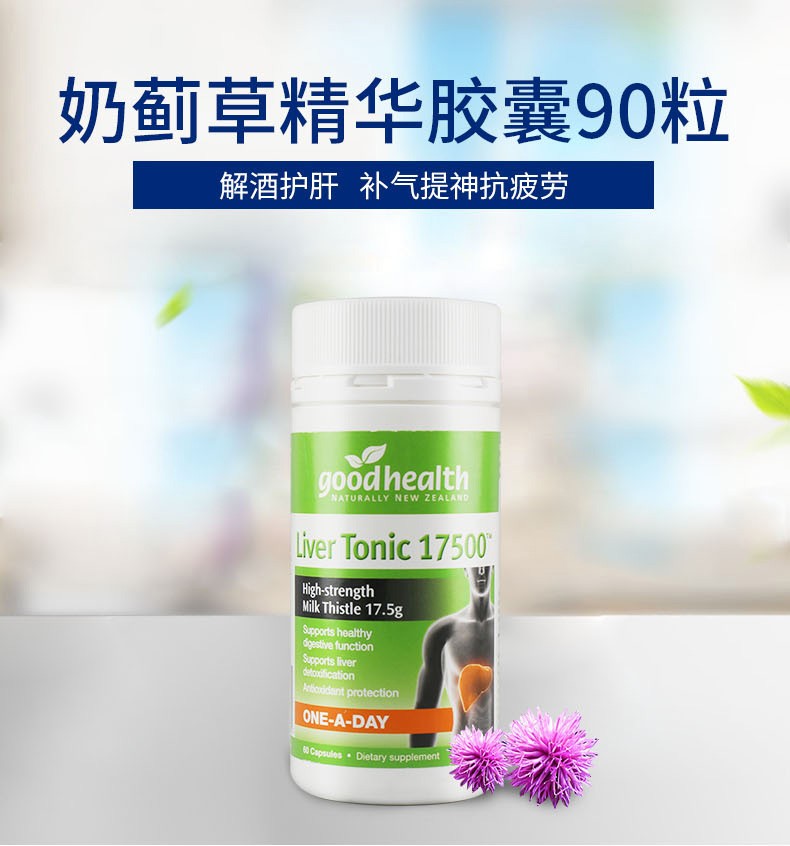 奶蓟草精华胶囊90粒
解酒护肝 补气提神抗疲劳
goodhealth
NATURALLY NEW ZEALAND
Liver Tonic 17500™
High-strength
Milk Thistle 17.5g
Supports healthy
digestive function
Supports liver
detoxification
Antioxidant protection
ONE-A-DAY
60 Capsules • Dietary supplement